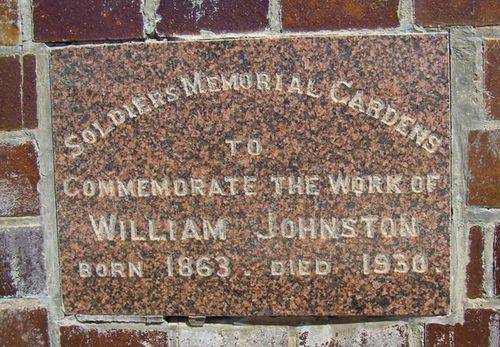 SOLDIERS MEMORIAL GARDENS
TO
COMMEMORATE THE WORK OF
WILLIAM JOHNSTON
BORN 1863. DIED 1930.